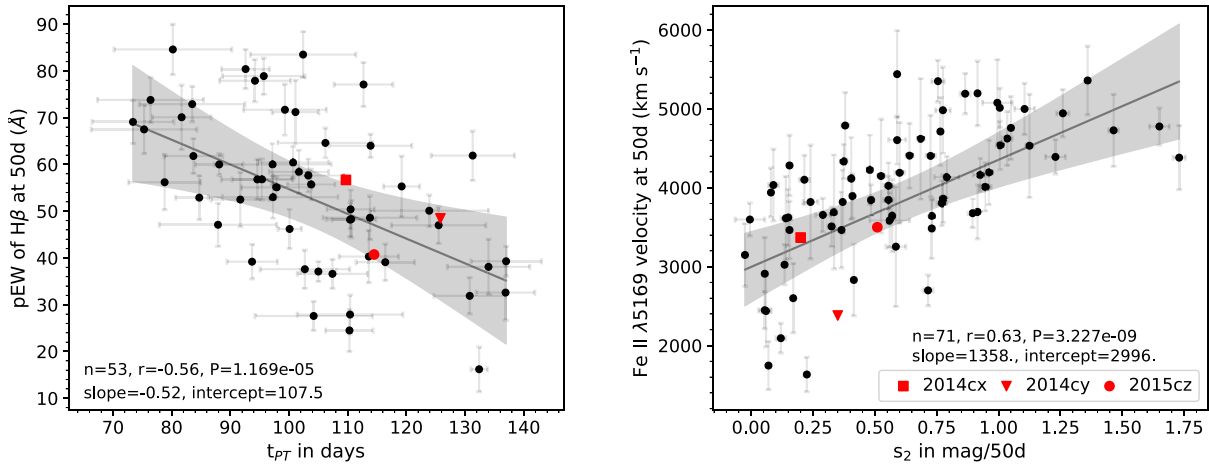 pEW of Hβ at 50d (Å)
90
80
70
60
50
40
30
20
10
n=53, r=-0.56, P=1.169e-05
slope=-0.52, intercept=107.5
70 80 90 100 110 120 130 140
t_PT in days
Fe II λ5169 velocity at 50d (km s⁻¹)
6000
5000
4000
3000
2000
n=71, r=0.63, P=3.227e-09
slope=1358., intercept=2996.
2014cx 2014cy 2015cz
0.00 0.25 0.50 0.75 1.00 1.25 1.50 1.75
s₂ in mag/50d